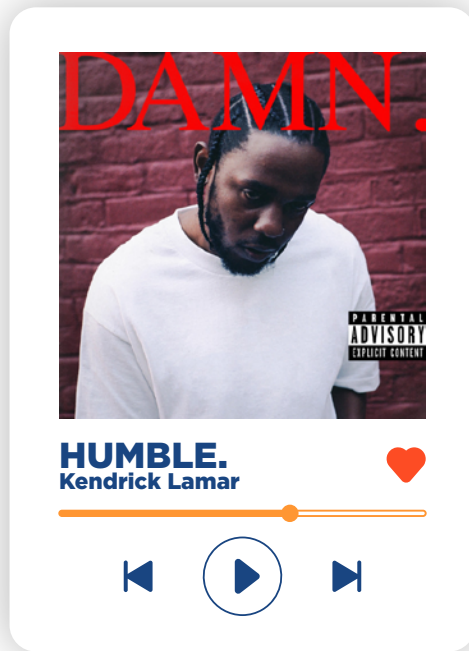 DAMN.
PARENTAL
ADVISORY
EXPLICIT CONTENT
HUMBLE.
Kendrick Lamar